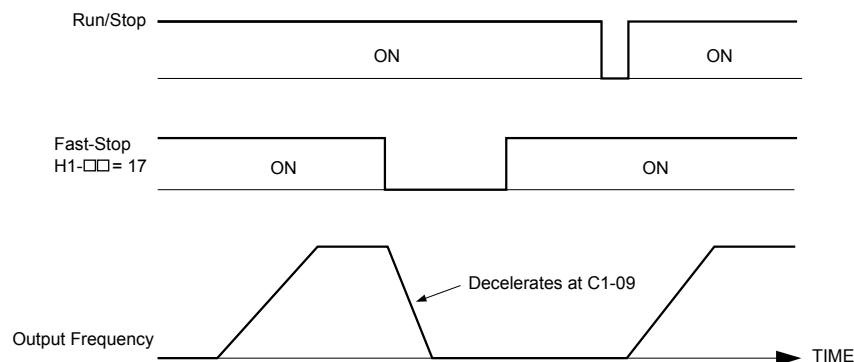 Run/Stop
ON
ON
Fast-Stop
H1-□□= 17
ON
ON
Decelerates at C1-09
Output Frequency
TIME